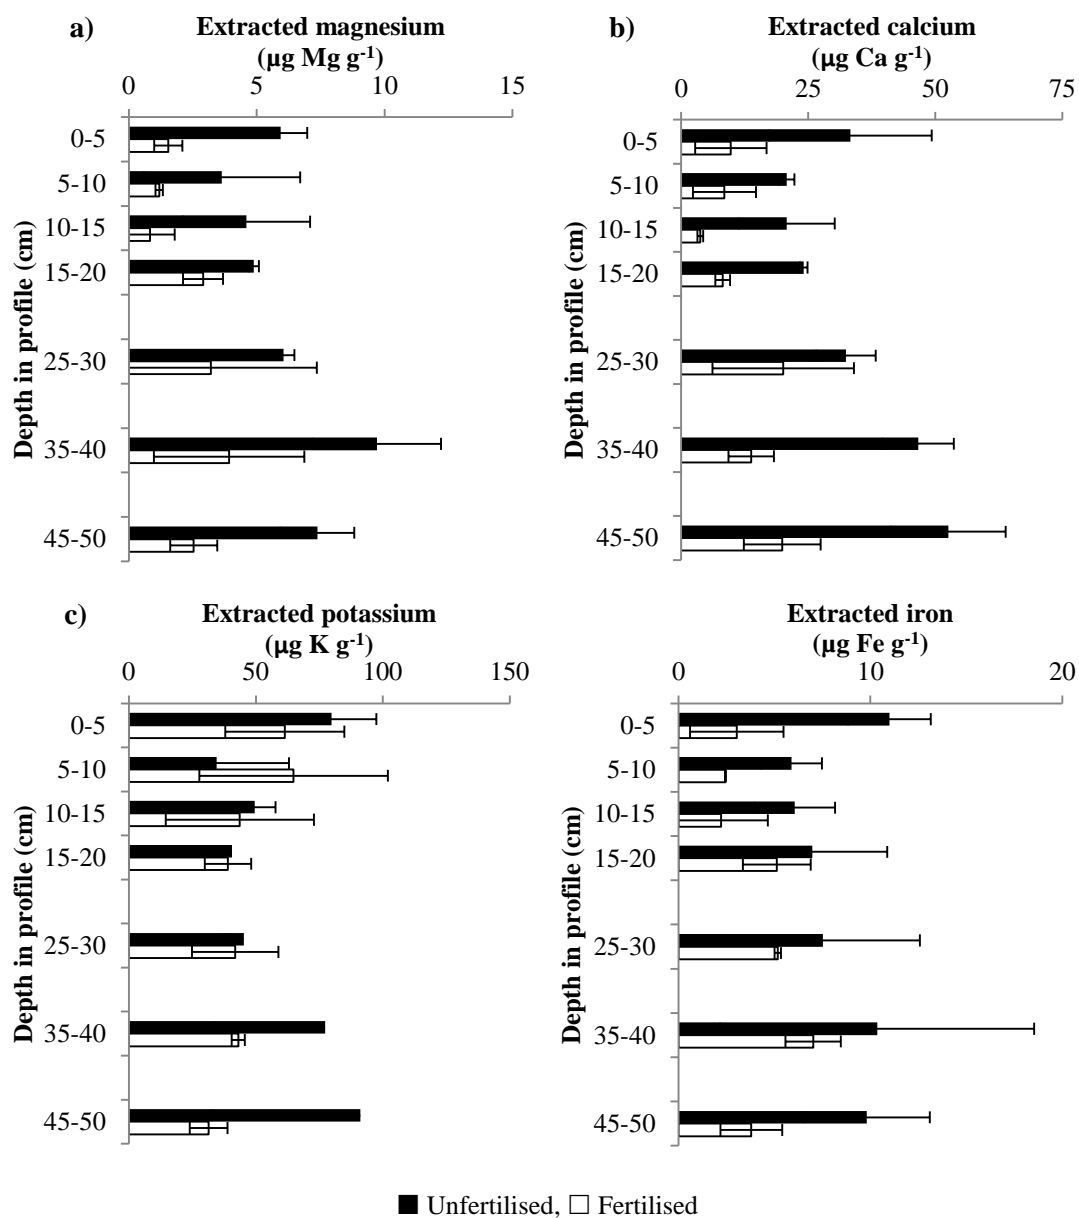 a) Extracted magnesium
(µg Mg g-1)
0 5 10 15
Depth in profile (cm)
0-5
5-10
10-15
15-20
25-30
35-40
45-50
b) Extracted calcium
(µg Ca g-1)
0 25 50 75
Depth in profile (cm)
0-5
5-10
10-15
15-20
25-30
35-40
45-50
c) Extracted potassium
(µg K g-1)
0 50 100 150
Depth in profile (cm)
0-5
5-10
10-15
15-20
25-30
35-40
45-50
Extracted iron
(µg Fe g-1)
0 10 20
Depth in profile (cm)
0-5
5-10
10-15
15-20
25-30
35-40
45-50
Unfertilised, Fertilised